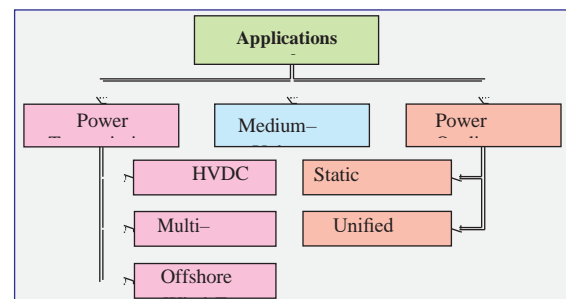 Applications
Power
Medium–
Power
HVDC
Static
Multi–
Unified
Offshore